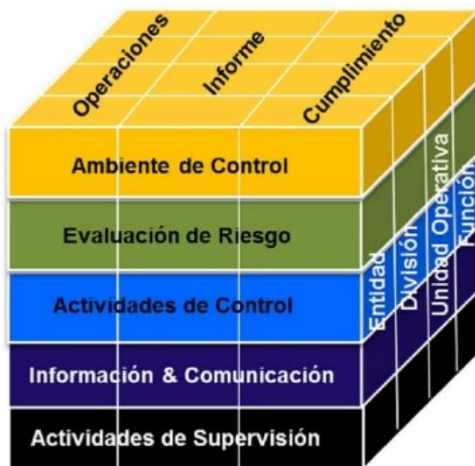 Operaciones
Informe
Cumplimiento
Ambiente de Control
Evaluación de Riesgo
Actividades de Control
Información & Comunicación
Actividades de Supervisión
Entidad
División
Unidad Operativa
Función